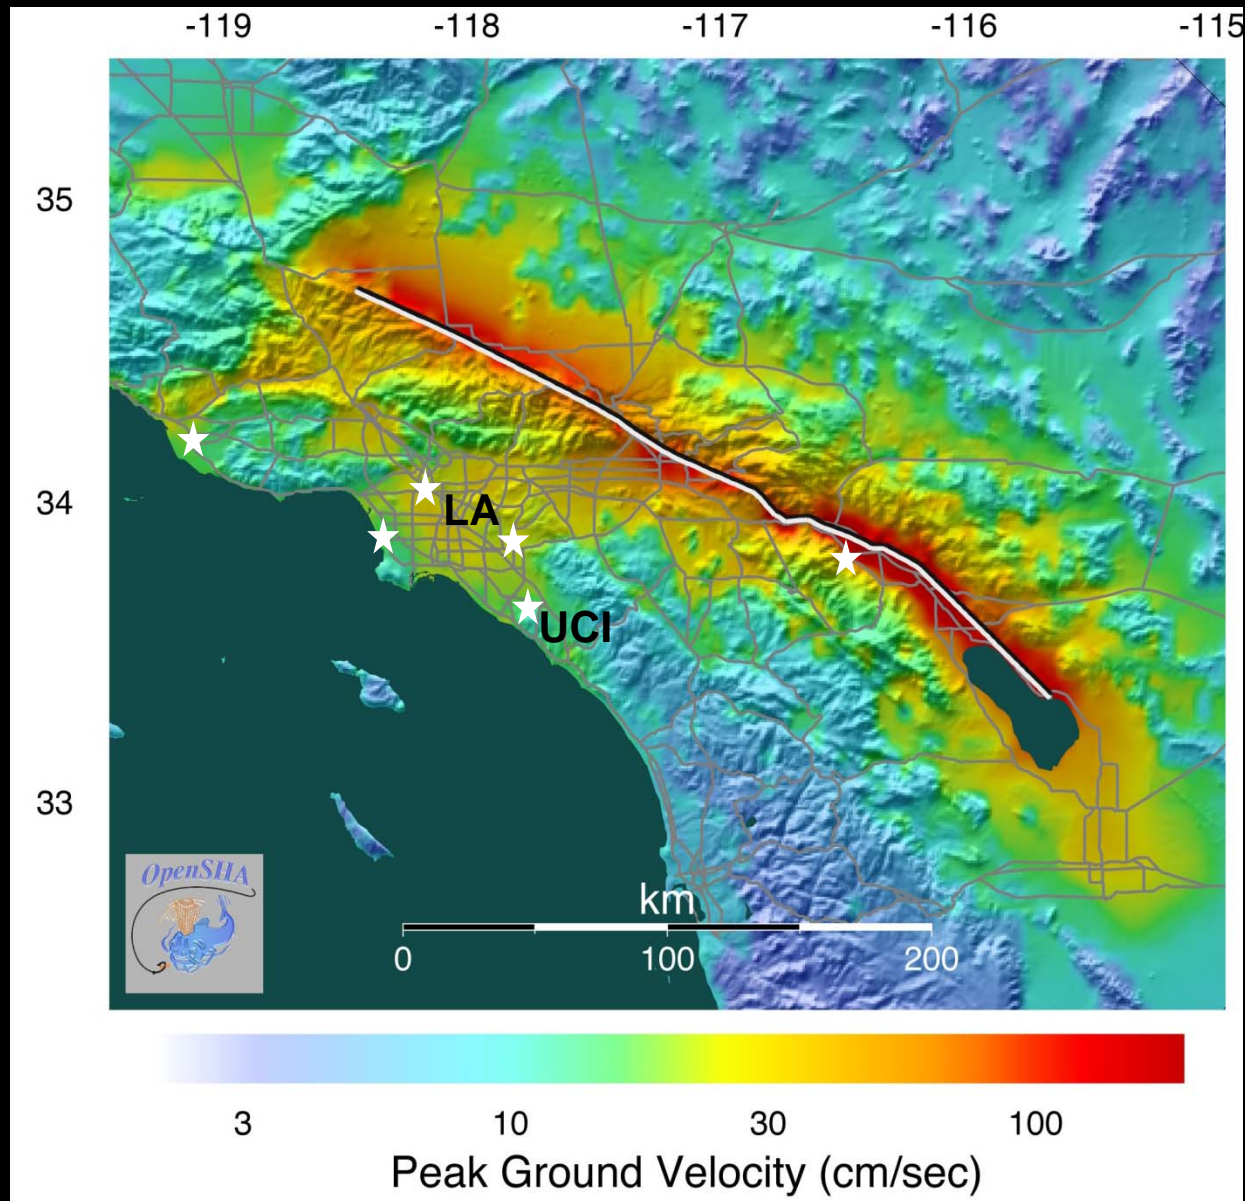 -119 -118 -117 -116 -115
35
34
LA
UCI
33
OpenSHA
km
0 100 200
3 10 30 100
Peak Ground Velocity (cm/sec)